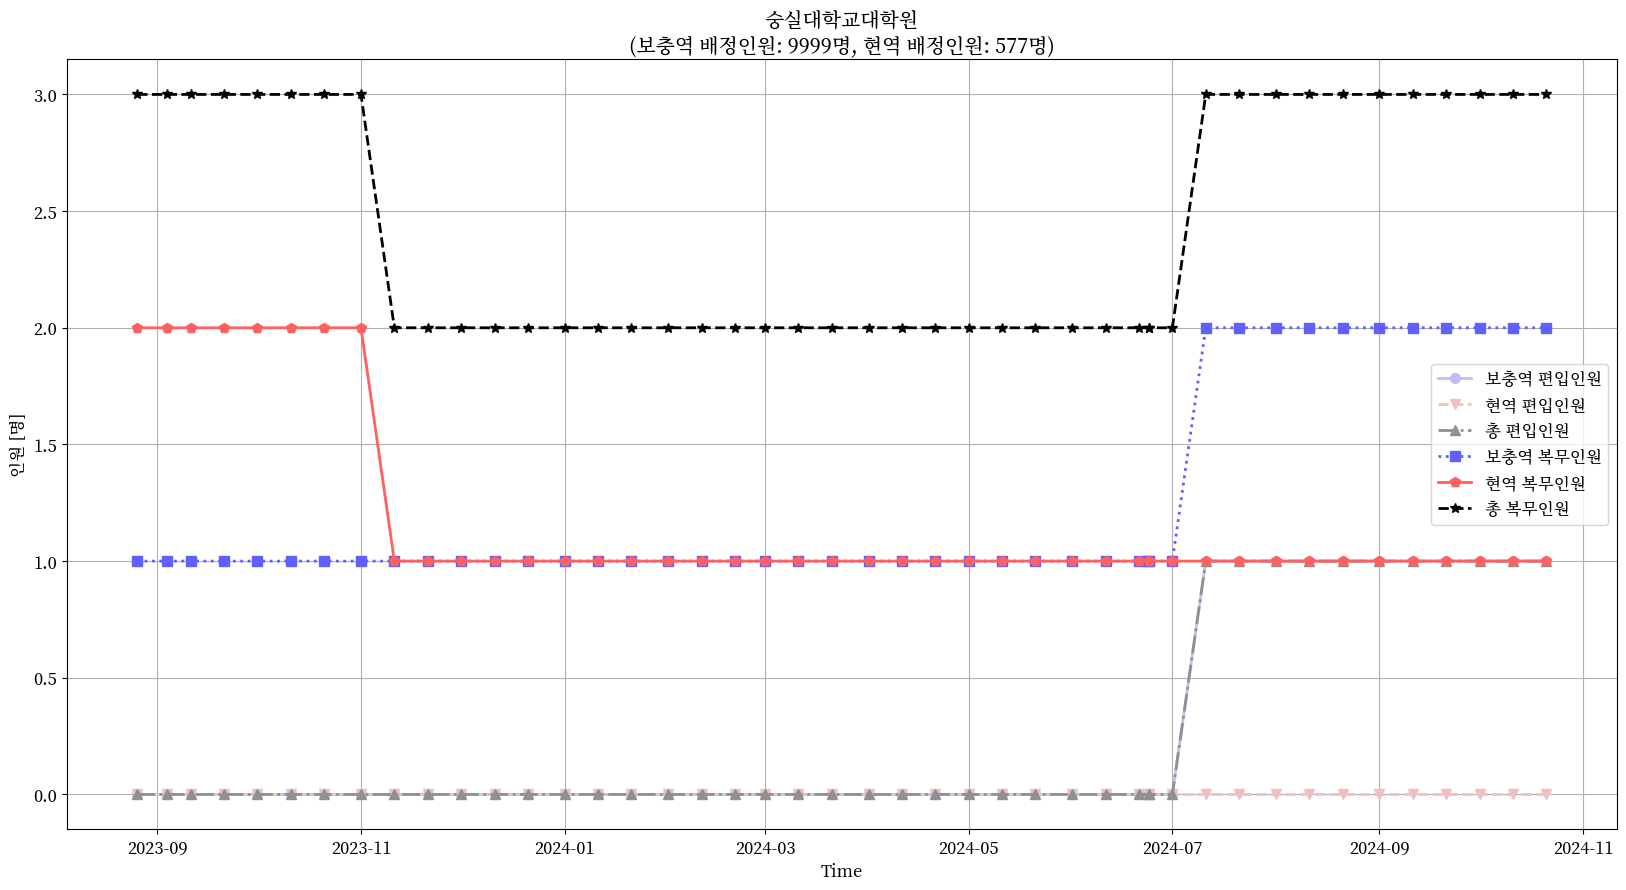 숭실대학교대학원
(보충역 배정인원: 9999명, 현역 배정인원: 577명)
3.0
2.5
2.0
1.5
1.0
0.5
0.0
인원 [명]
보충역 편입인원
현역 편입인원
총 편입인원
보충역 복무인원
현역 복무인원
총 복무인원
2023-09
2023-11
2024-01
2024-03
2024-05
2024-07
2024-09
2024-11
Time